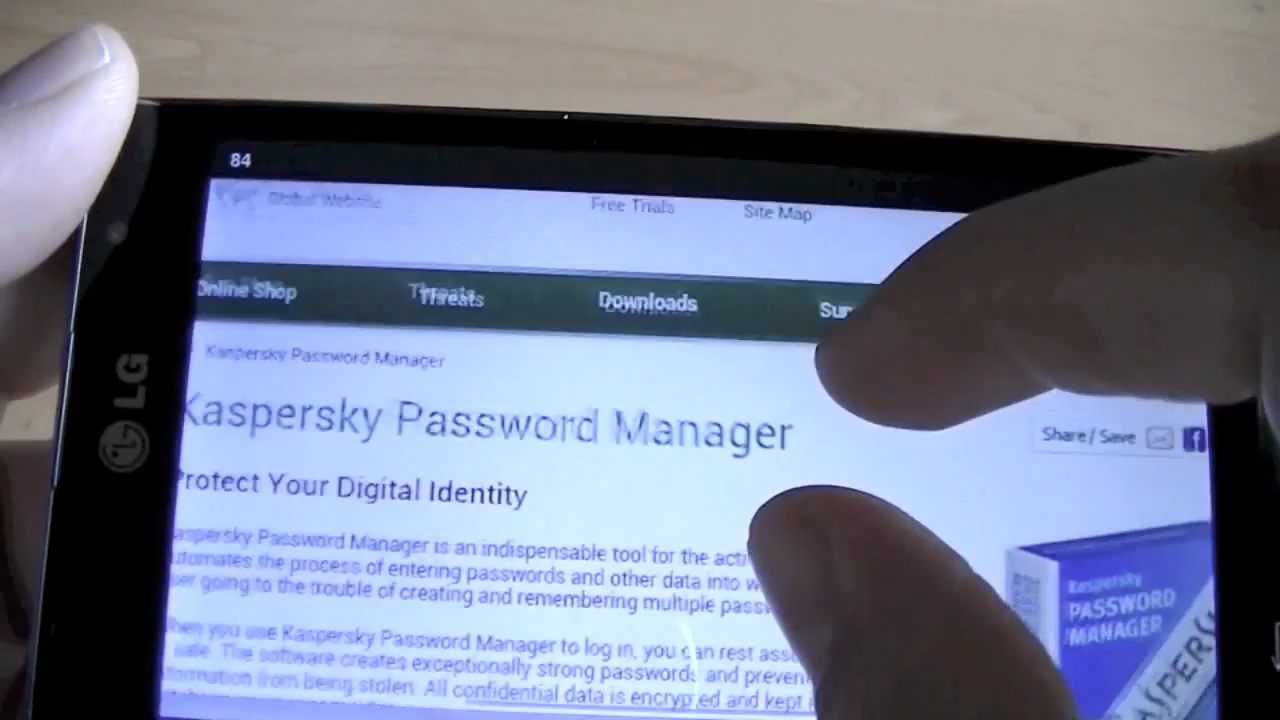 84
Global Website Free Trials Site Map
Online Shop Threats Downloads
Kaspersky Password Manager
Kaspersky Password Manager
Share / Save
Protect Your Digital Identity
Kaspersky Password Manager is an indispensable tool for the
automates the process of entering passwords and other data into
going to the trouble of creating and remembering multiple
When you use Kaspersky Password Manager to log in, you can rest
safe. The software creates exceptionally strong passwords and
information from being stolen. All confidential data is encrypted and kept
Kaspersky
PASSWORD
MANAGER
LG